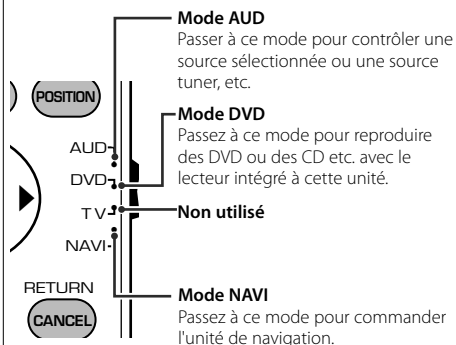 Mode AUD
Passer à ce mode pour contrôler une
source sélectionnée ou une source
tuner, etc.
POSITION
Mode DVD
Passez à ce mode pour reproduire
des DVD ou des CD etc. avec le
lecteur intégré à cette unité.
AUD
DVD
TV
NAVI
Non utilisé
RETURN
CANCEL
Mode NAVI
Passez à ce mode pour commander
l'unité de navigation.